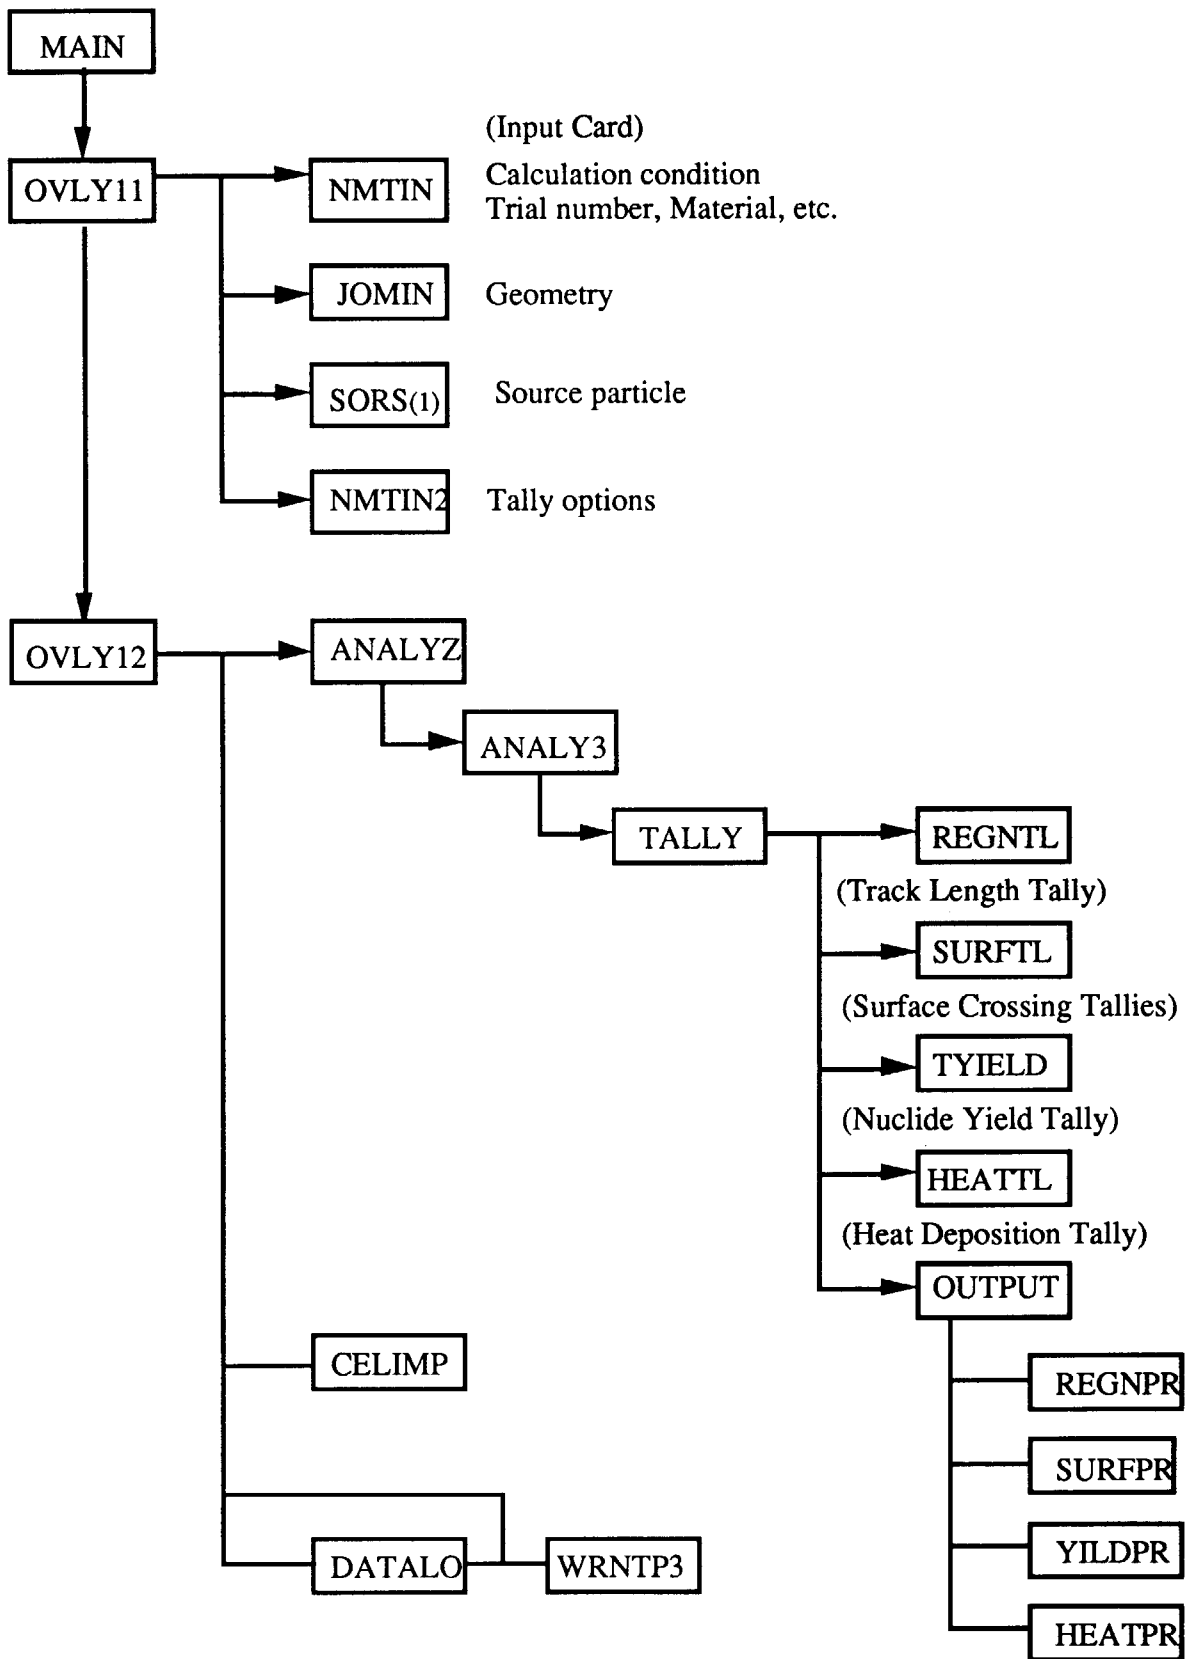 MAIN
(Input Card)
OVLY11
NMTIN
Calculation condition
Trial number, Material, etc.
JOMIN
Geometry
SORS(1)
Source particle
NMTIN2
Tally options
OVLY12
ANALYZ
ANALY3
TALLY
REGNTL
(Track Length Tally)
SURFTL
(Surface Crossing Tallies)
TYIELD
(Nuclide Yield Tally)
HEATTL
(Heat Deposition Tally)
OUTPUT
CELIMP
REGNPR
SURFPR
DATALO
WRNTP3
YILDPR
HEATPR